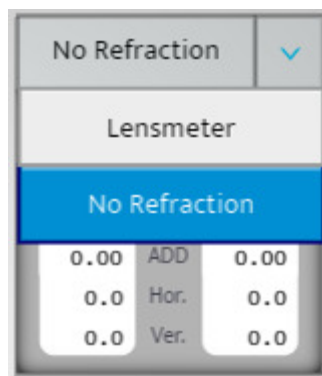 No Refraction
Lensmeter
No Refraction
0.00 ADD 0.00
0.0 Hor. 0.0
0.0 Ver. 0.0